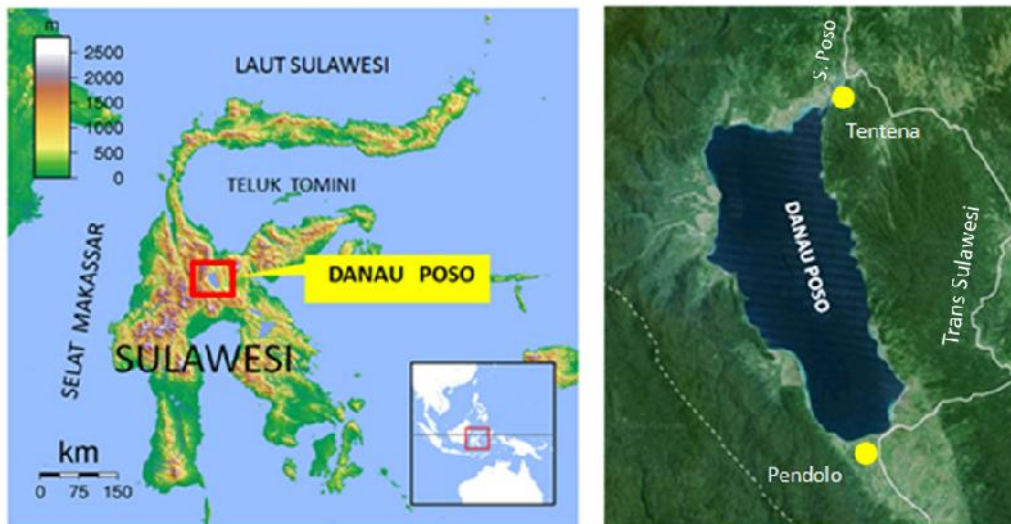 m
2500
2000
1500
1000
500
0
LAUT SULAWESI
TELUK TOMINI
SELAT MAKASSAR
DANAU POSO
SULAWESI
km
0 75 150
S. Poso
Tentena
DANAU POSO
Trans Sulawesi
Pendolo